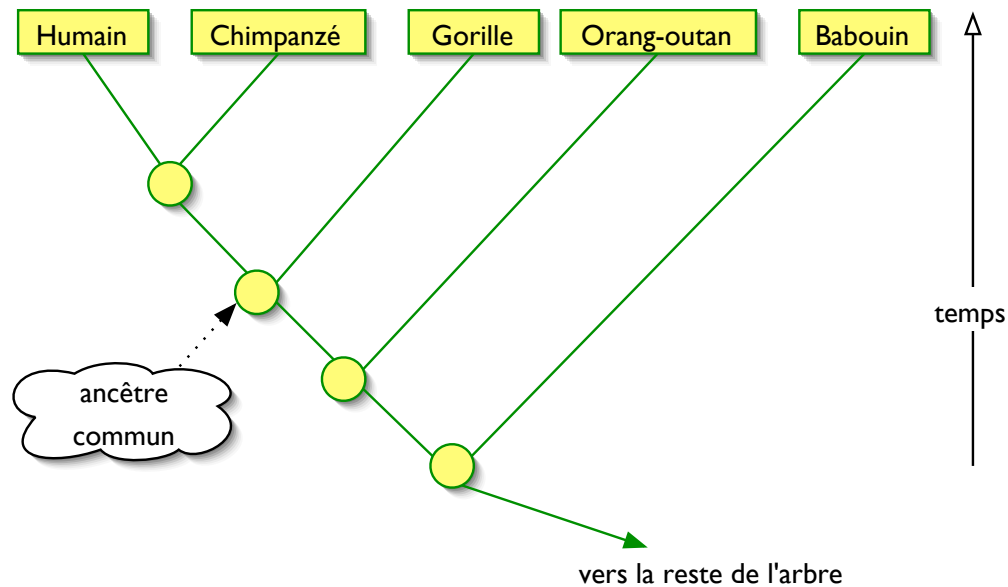 Humain
Chimpanzé
Gorille
Orang-outan
Babouin
temps
ancêtre
commun
vers la reste de l'arbre